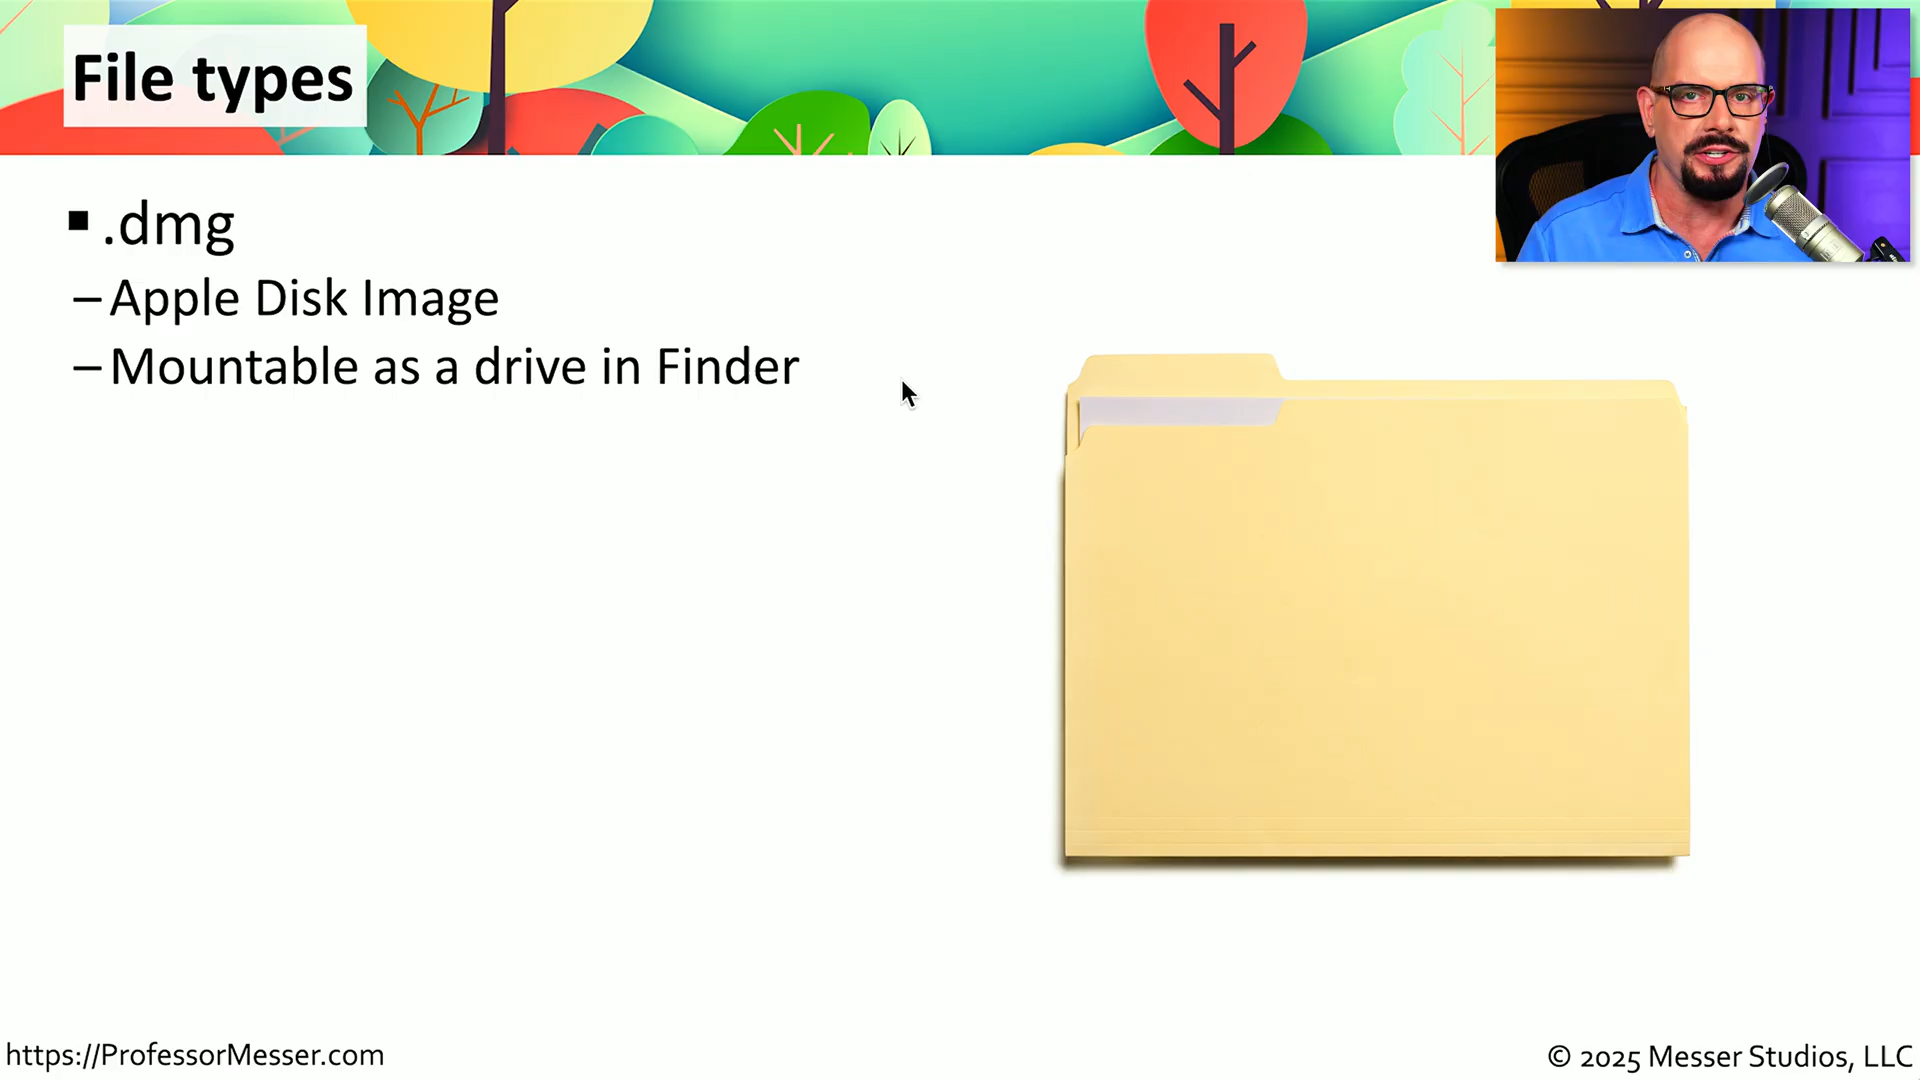 File types
▪ .dmg
– Apple Disk Image
– Mountable as a drive in Finder
https://ProfessorMesser.com
© 2025 Messer Studios, LLC